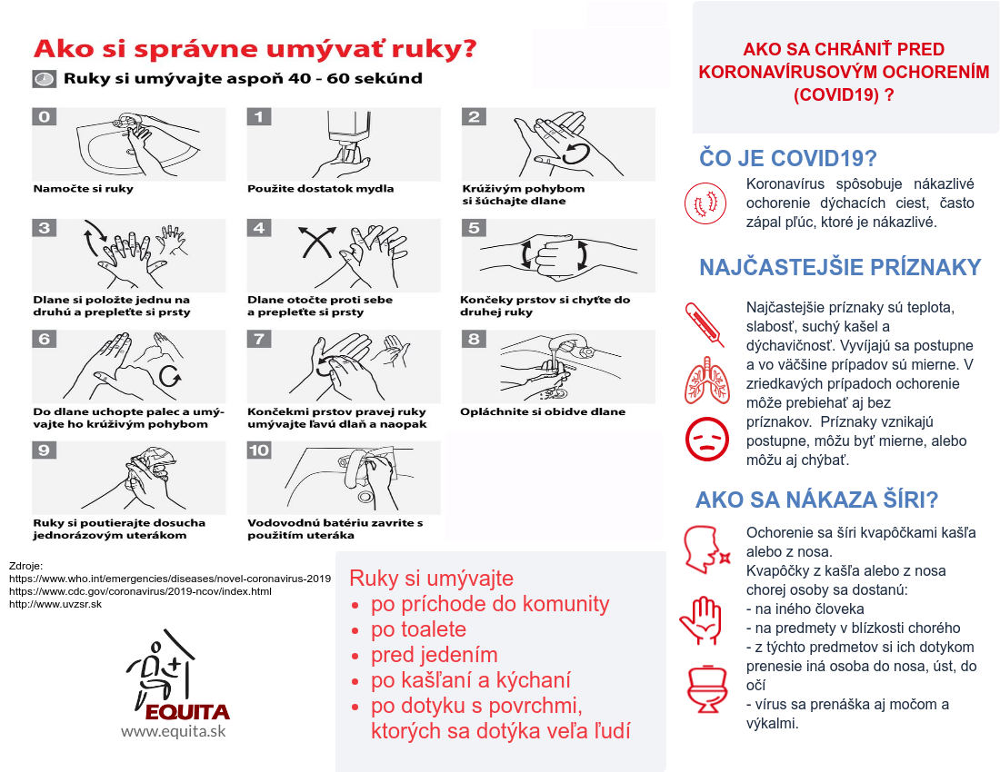 Ako si správne umývať ruky?
Ruky si umývajte aspoň 40 - 60 sekúnd
0
Namočte si ruky
1
Použite dostatok mydla
2
Krúživým pohybom
si šúchajte dlane
3
Dlane si položte jednu na
druhú a prepleťte si prsty
4
Dlane otočte proti sebe
a prepleťte si prsty
5
Končeky prstov si chyťte do
druhej ruky
6
Do dlane uchopte palec a umý-
vajte ho krúživým pohybom
7
Končekmi prstov pravej ruky
umývajte ľavú dlaň a naopak
8
Opláchnite si obidve dlane
9
Ruky si poutierajte dosucha
jednorázovým uterákom
10
Vodovodnú batériu zavrite s
použitím uteráka
Zdroje:
https://www.who.int/emergencies/diseases/novel-coronavirus-2019
https://www.cdc.gov/coronavirus/2019-ncov/index.html
http://www.uvzsr.sk
EQUITA
www.equita.sk
Ruky si umývajte
• po príchode do komunity
• po toalete
• pred jedením
• po kašľaní a kýchaní
• po dotyku s povrchmi,
ktorých sa dotýka veľa ľudí
AKO SA CHRÁNIŤ PRED
KORONAVÍRUSOVÝM OCHORENÍM
(COVID19) ?
ČO JE COVID19?
Koronavírus spôsobuje nákazlivé
ochorenie dýchacích ciest, často
zápal pľúc, ktoré je nákazlivé.
NAJČASTEJŠIE PRÍZNAKY
Najčastejšie príznaky sú teplota,
slabosť, suchý kašel a
dýchavičnosť. Vyvíjajú sa postupne
a vo väčšine prípadov sú mierne. V
zriedkavých prípadoch ochorenie
môže prebiehať aj bez
príznakov. Príznaky vznikajú
postupne, môžu byť mierne, alebo
môžu aj chýbať.
AKO SA NÁKAZA ŠÍRI?
Ochorenie sa šíri kvapôčkami kašľa
alebo z nosa.
Kvapôčky z kašľa alebo z nosa
chorej osoby sa dostanú:
- na iného človeka
- na predmety v blízkosti chorého
- z týchto predmetov si ich dotykom
prenesie iná osoba do nosa, úst, do
očí
- vírus sa prenáška aj močom a
výkalmi.